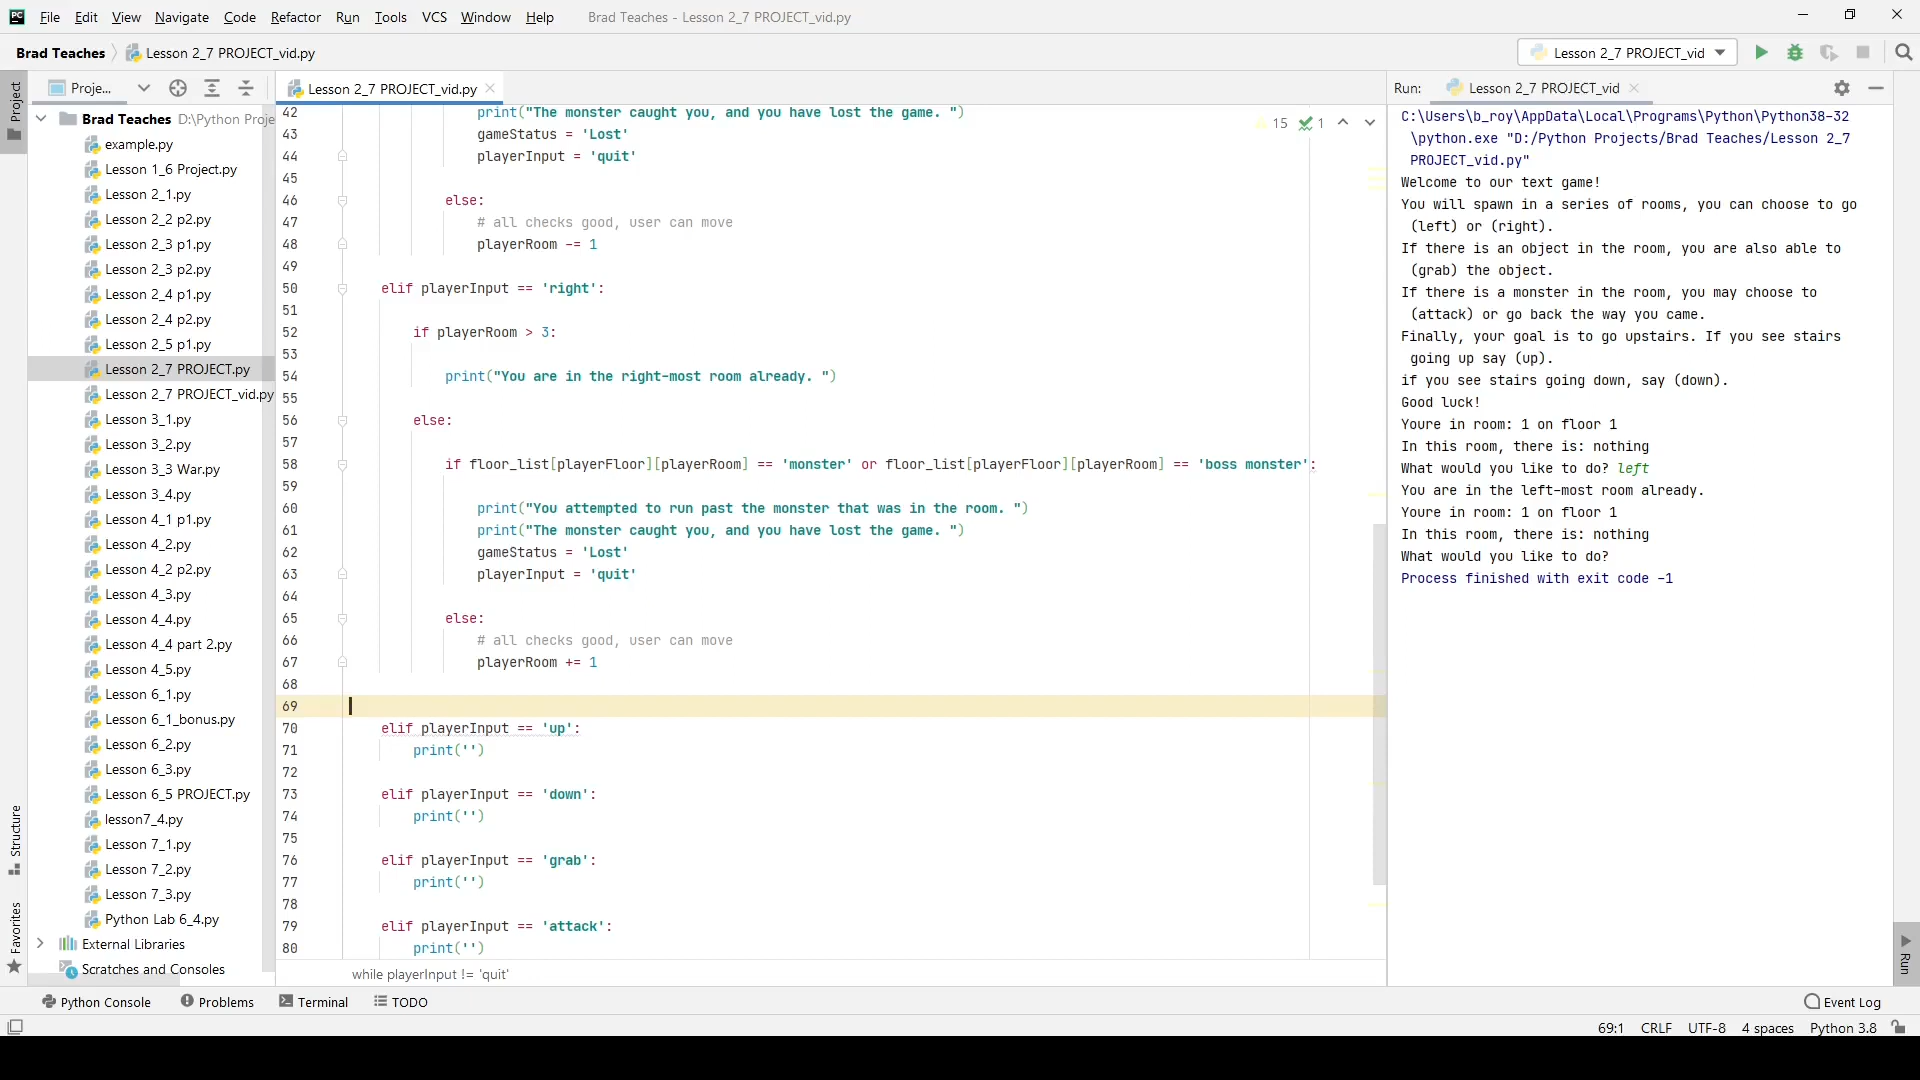 PC File Edit View Navigate Code Refactor Run Tools VCS Window Help Brad Teaches - Lesson 2_7 PROJECT_vid.py
Brad Teaches Lesson 2_7 PROJECT_vid.py Lesson 2_7 PROJECT_vid
Project
Structure
Favorites
Proje...
Brad Teaches D:\Python Proje
example.py
Lesson 1_6 Project.py
Lesson 2_1.py
Lesson 2_2 p2.py
Lesson 2_3 p1.py
Lesson 2_3 p2.py
Lesson 2_4 p1.py
Lesson 2_4 p2.py
Lesson 2_5 p1.py
Lesson 2_7 PROJECT.py
Lesson 2_7 PROJECT_vid.py
Lesson 3_1.py
Lesson 3_2.py
Lesson 3_3 War.py
Lesson 3_4.py
Lesson 4_1 p1.py
Lesson 4_2.py
Lesson 4_2 p2.py
Lesson 4_3.py
Lesson 4_4.py
Lesson 4_4 part 2.py
Lesson 4_5.py
Lesson 6_1.py
Lesson 6_1_bonus.py
Lesson 6_2.py
Lesson 6_3.py
Lesson 6_5 PROJECT.py
lesson7_4.py
Lesson 7_1.py
Lesson 7_2.py
Lesson 7_3.py
Python Lab 6_4.py
External Libraries
Scratches and Consoles
Lesson 2_7 PROJECT_vid.py
15 1
42 print("The monster caught you, and you have lost the game. ")
43 gameStatus = 'Lost'
44 playerInput = 'quit'
45
46 else:
47 # all checks good, user can move
48 playerRoom -= 1
49
50 elif playerInput == 'right':
51
52 if playerRoom > 3:
53
54 print("You are in the right-most room already. ")
55
56 else:
57
58 if floor_list[playerFloor][playerRoom] == 'monster' or floor_list[playerFloor][playerRoom] == 'boss monster':
59
60 print("You attempted to run past the monster that was in the room. ")
61 print("The monster caught you, and you have lost the game. ")
62 gameStatus = 'Lost'
63 playerInput = 'quit'
64
65 else:
66 # all checks good, user can move
67 playerRoom += 1
68
69
70 elif playerInput == 'up':
71 print('')
72
73 elif playerInput == 'down':
74 print('')
75
76 elif playerInput == 'grab':
77 print('')
78
79 elif playerInput == 'attack':
80 print('')
while playerInput != 'quit'
Run: Lesson 2_7 PROJECT_vid
C:\Users\b_roy\AppData\Local\Programs\Python\Python38-32
\python.exe "D:/Python Projects/Brad Teaches/Lesson 2_7
PROJECT_vid.py"
Welcome to our text game!
You will spawn in a series of rooms, you can choose to go
(left) or (right).
If there is an object in the room, you are also able to
(grab) the object.
If there is a monster in the room, you may choose to
(attack) or go back the way you came.
Finally, your goal is to go upstairs. If you see stairs
going up say (up).
if you see stairs going down, say (down).
Good luck!
Youre in room: 1 on floor 1
In this room, there is: nothing
What would you like to do? left
You are in the left-most room already.
Youre in room: 1 on floor 1
In this room, there is: nothing
What would you like to do?
Process finished with exit code -1
Run
Python Console Problems Terminal TODO Event Log
69:1 CRLF UTF-8 4 spaces Python 3.8